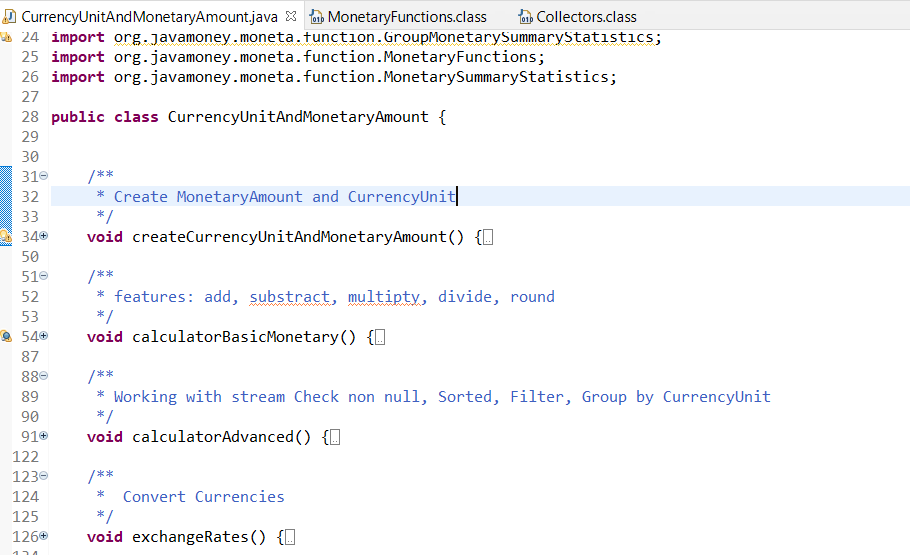 CurrencyUnitAndMonetaryAmount.java MonetaryFunctions.class Collectors.class
24 import org.javamoney.moneta.function.GroupMonetarySummaryStatistics;
25 import org.javamoney.moneta.function.MonetaryFunctions;
26 import org.javamoney.moneta.function.MonetarySummaryStatistics;
27
28 public class CurrencyUnitAndMonetaryAmount {
29
30
31 /**
32 * Create MonetaryAmount and CurrencyUnit
33 */
34 void createCurrencyUnitAndMonetaryAmount() {
50
51 /**
52 * features: add, substract, multipty, divide, round
53 */
54 void calculatorBasicMonetary() {
87
88 /**
89 * Working with stream Check non null, Sorted, Filter, Group by CurrencyUnit
90 */
91 void calculatorAdvanced() {
122
123 /**
124 * Convert Currencies
125 */
126 void exchangeRates() {